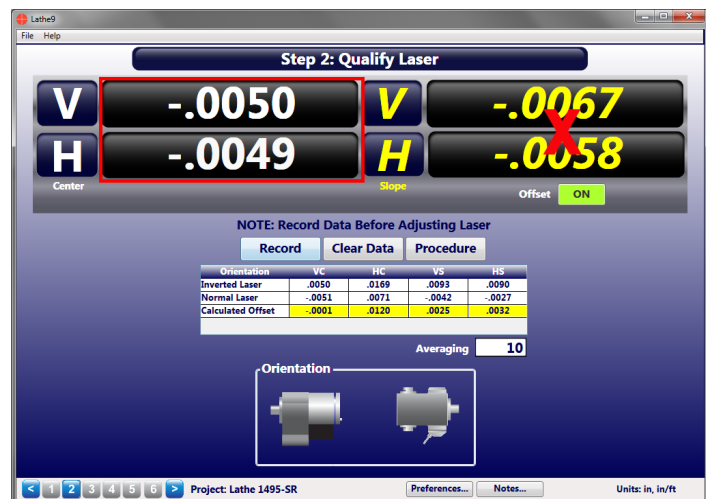 Lathe9
File Help
Step 2: Qualify Laser
V -.0050 V -.0067
H -.0049 H -.0058
Center Slope Offset ON
NOTE: Record Data Before Adjusting Laser
Record Clear Data Procedure
Orientation VC HC VS HS
Inverted Laser .0050 .0169 .0093 .0090
Normal Laser -.0051 .0071 -.0042 -.0027
Calculated Offset -.0001 .0120 .0025 .0032
Averaging 10
Orientation
< 1 2 3 4 5 6 > Project: Lathe 1495-SR Preferences... Notes... Units: in, in/ft